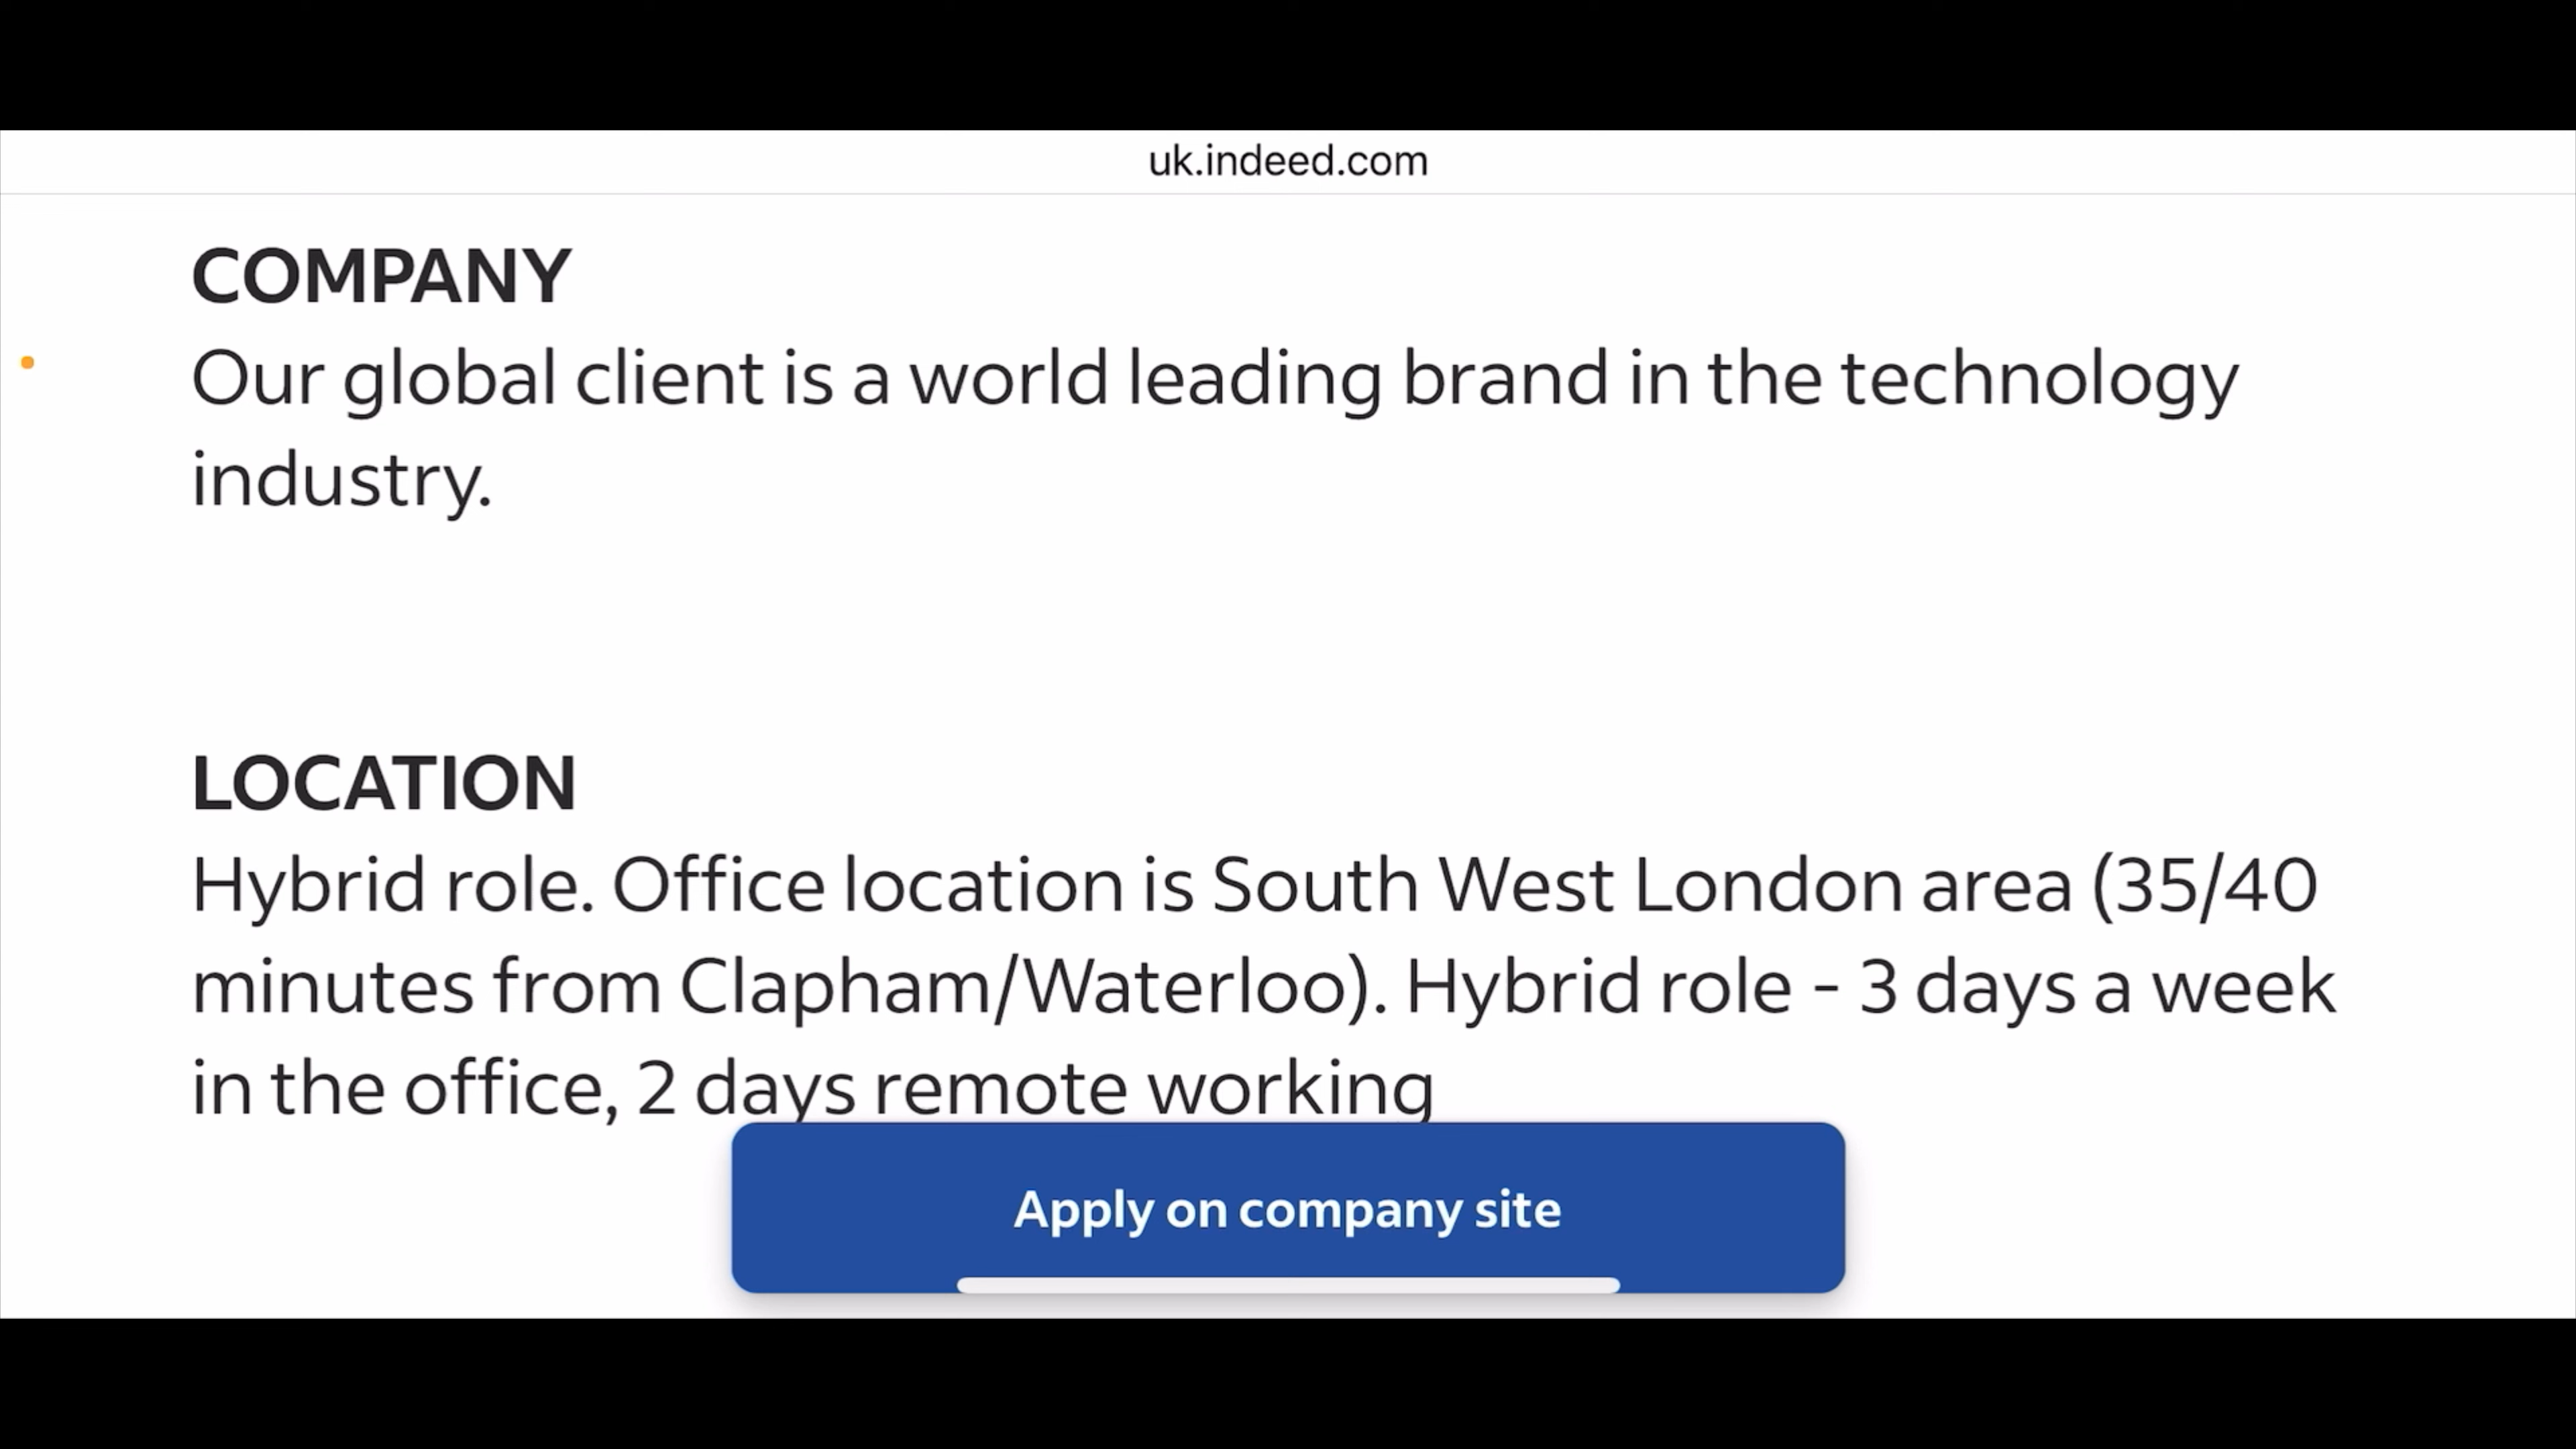 uk.indeed.com
COMPANY
Our global client is a world leading brand in the technology
industry.
LOCATION
Hybrid role. Office location is South West London area (35/40
minutes from Clapham/Waterloo). Hybrid role - 3 days a week
in the office, 2 days remote working
Apply on company site